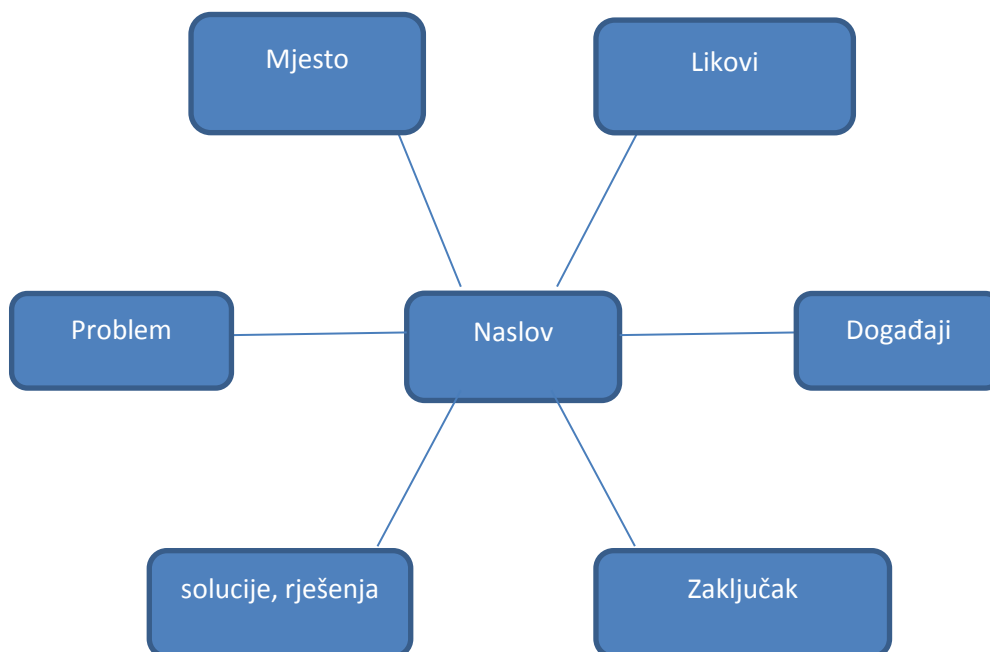 Mjesto
Likovi
Problem
Naslov
Događaji
solucije, rješenja
Zaključak